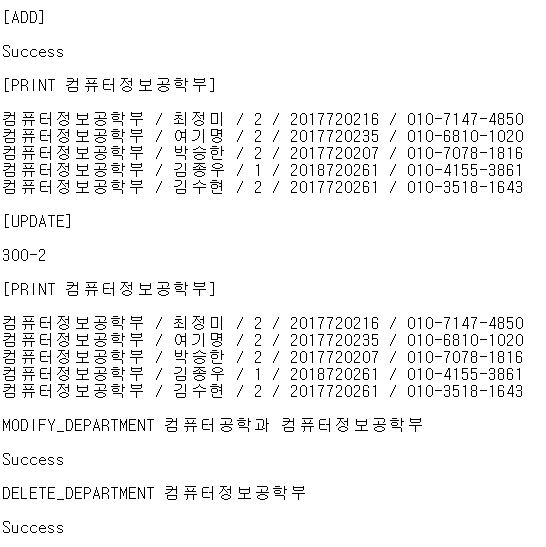 [ADD]
Success
[PRINT 컴퓨터정보공학부]
컴퓨터정보공학부 / 최정미 / 2 / 2017720216 / 010-7147-4850
컴퓨터정보공학부 / 여기명 / 2 / 2017720235 / 010-6810-1020
컴퓨터정보공학부 / 박승한 / 2 / 2017720207 / 010-7078-1816
컴퓨터정보공학부 / 김종우 / 1 / 2018720261 / 010-4155-3861
컴퓨터정보공학부 / 김수현 / 2 / 2017720261 / 010-3518-1643
[UPDATE]
300-2
[PRINT 컴퓨터정보공학부]
컴퓨터정보공학부 / 최정미 / 2 / 2017720216 / 010-7147-4850
컴퓨터정보공학부 / 여기명 / 2 / 2017720235 / 010-6810-1020
컴퓨터정보공학부 / 박승한 / 2 / 2017720207 / 010-7078-1816
컴퓨터정보공학부 / 김종우 / 1 / 2018720261 / 010-4155-3861
컴퓨터정보공학부 / 김수현 / 2 / 2017720261 / 010-3518-1643
MODIFY_DEPARTMENT 컴퓨터공학과 컴퓨터정보공학부
Success
DELETE_DEPARTMENT 컴퓨터정보공학부
Success